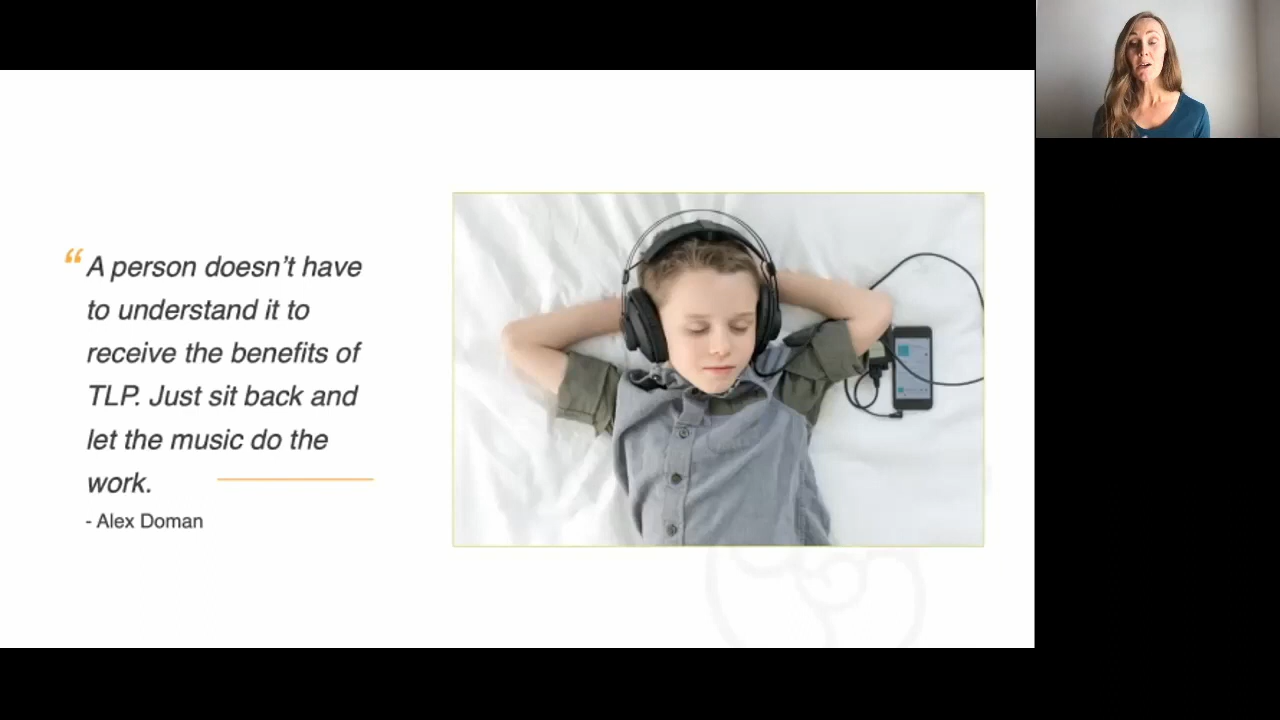 “A person doesn’t have
to understand it to
receive the benefits of
TLP. Just sit back and
let the music do the
work.
- Alex Doman